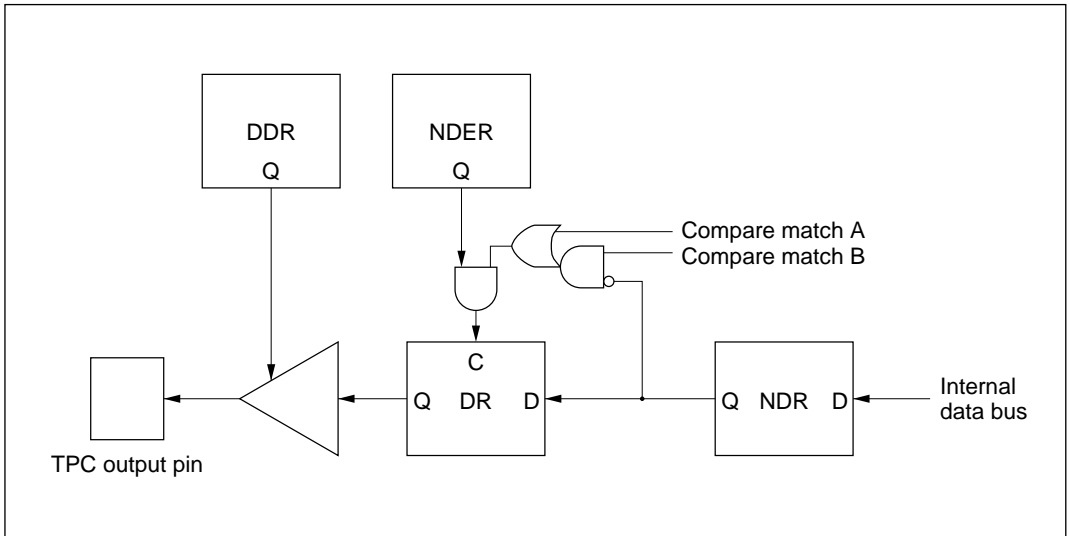 DDR
Q
NDER
Q
Compare match A
Compare match B
C
Q DR D
Q NDR D
Internal
data bus
TPC output pin